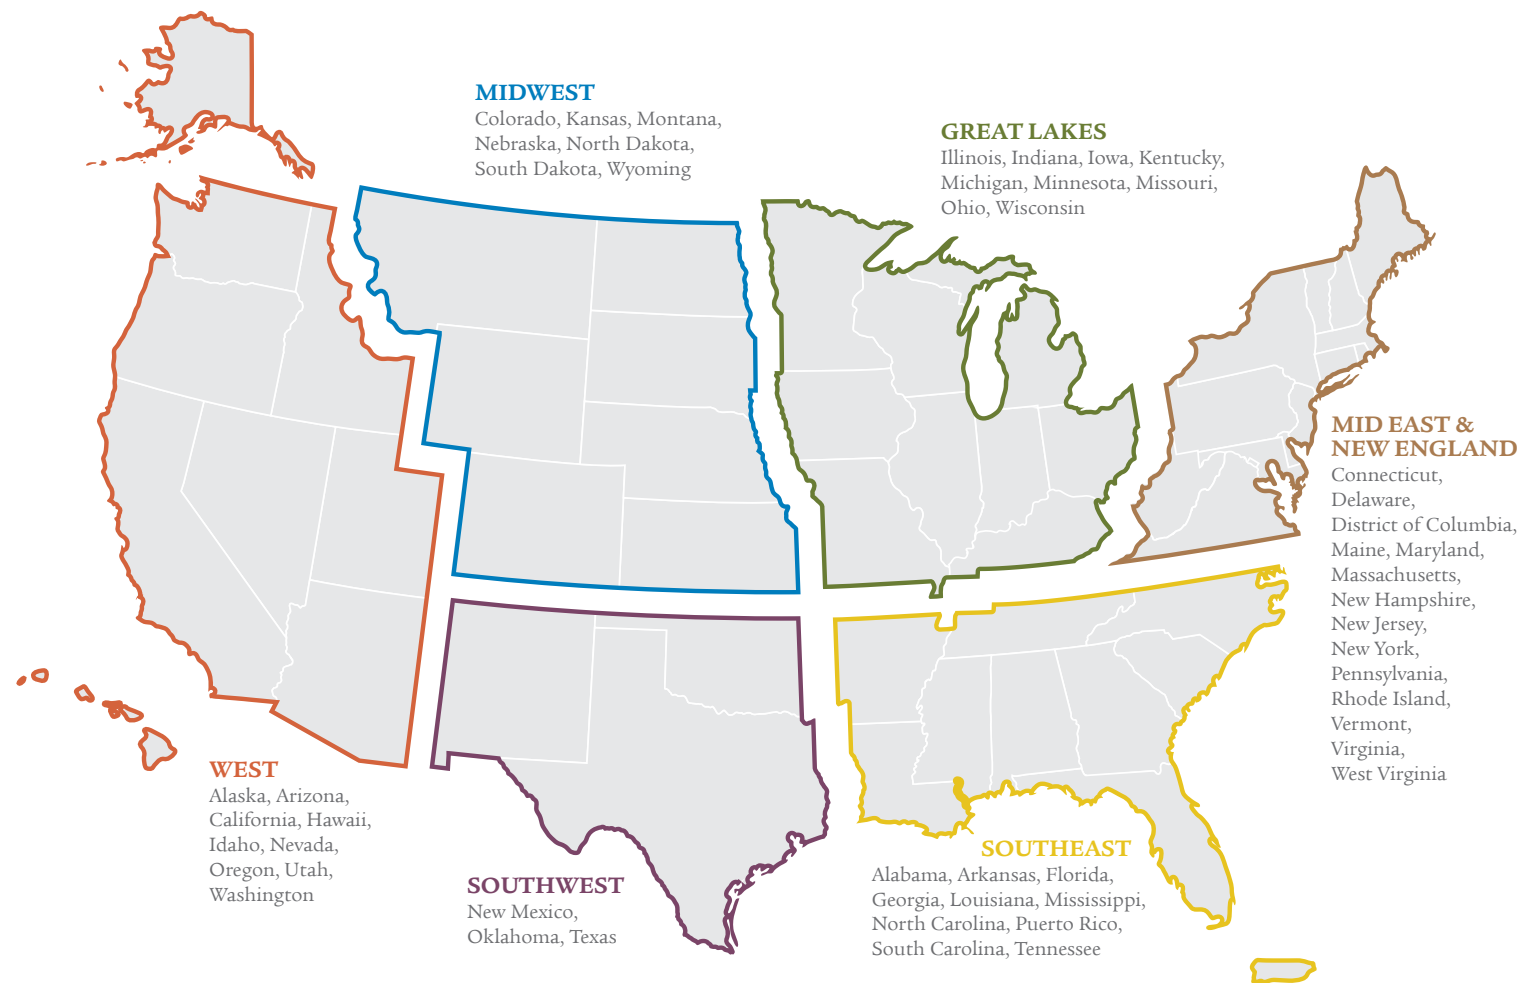 MIDWEST
Colorado, Kansas, Montana,
Nebraska, North Dakota,
South Dakota, Wyoming
GREAT LAKES
Illinois, Indiana, Iowa, Kentucky,
Michigan, Minnesota, Missouri,
Ohio, Wisconsin
MID EAST &
NEW ENGLAND
Connecticut,
Delaware,
District of Columbia,
Maine, Maryland,
Massachusetts,
New Hampshire,
New Jersey,
New York,
Pennsylvania,
Rhode Island,
Vermont,
Virginia,
West Virginia
WEST
Alaska, Arizona,
California, Hawaii,
Idaho, Nevada,
Oregon, Utah,
Washington
SOUTHWEST
New Mexico,
Oklahoma, Texas
SOUTHEAST
Alabama, Arkansas, Florida,
Georgia, Louisiana, Mississippi,
North Carolina, Puerto Rico,
South Carolina, Tennessee